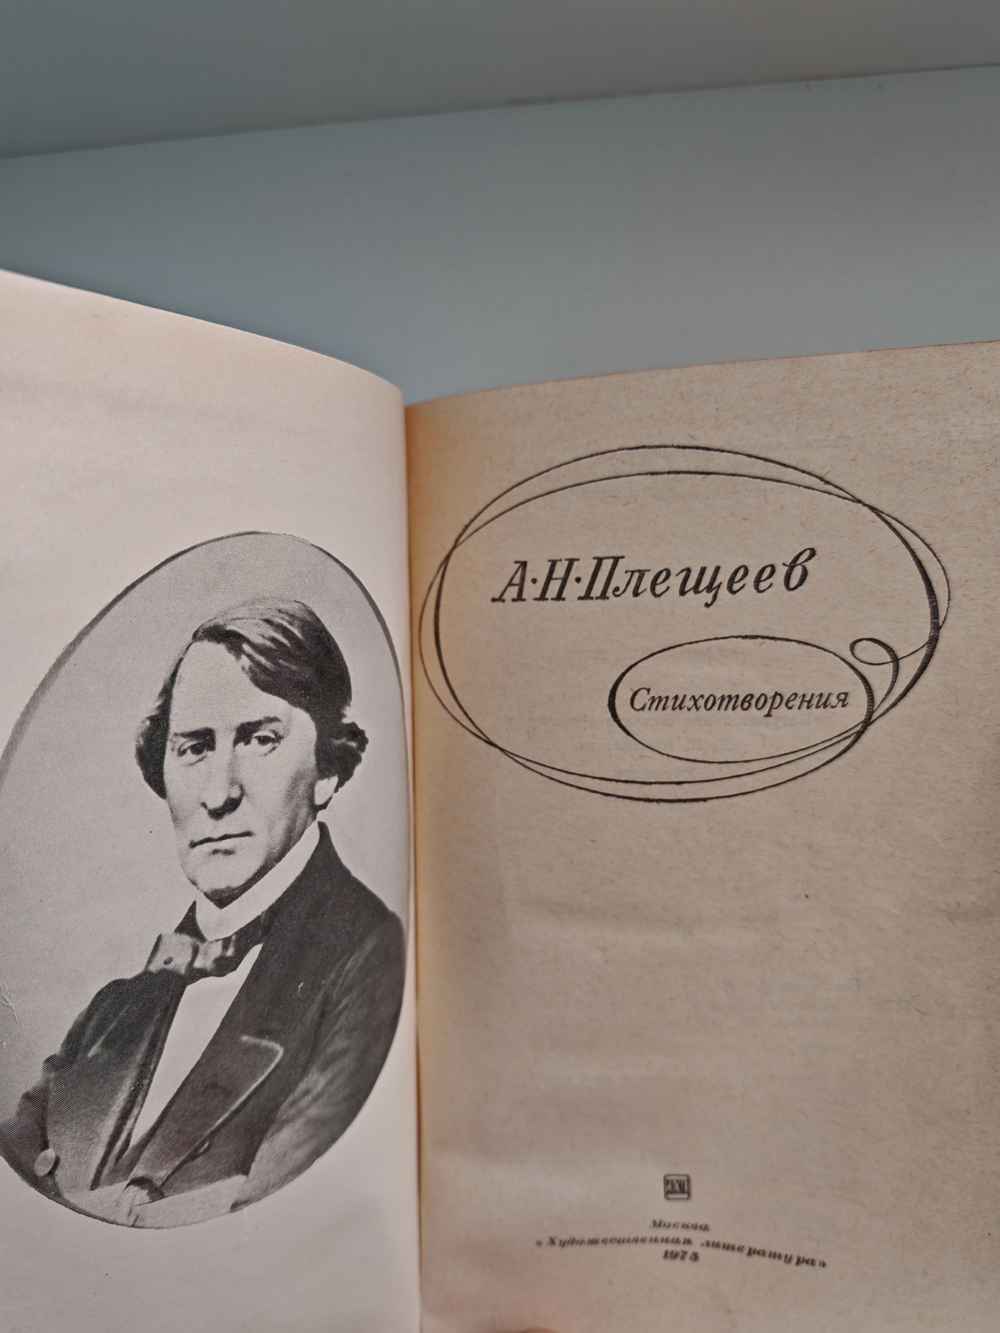 А·Н·Плещеев
Стихотворения
Москва
«Художественная литература»
1975